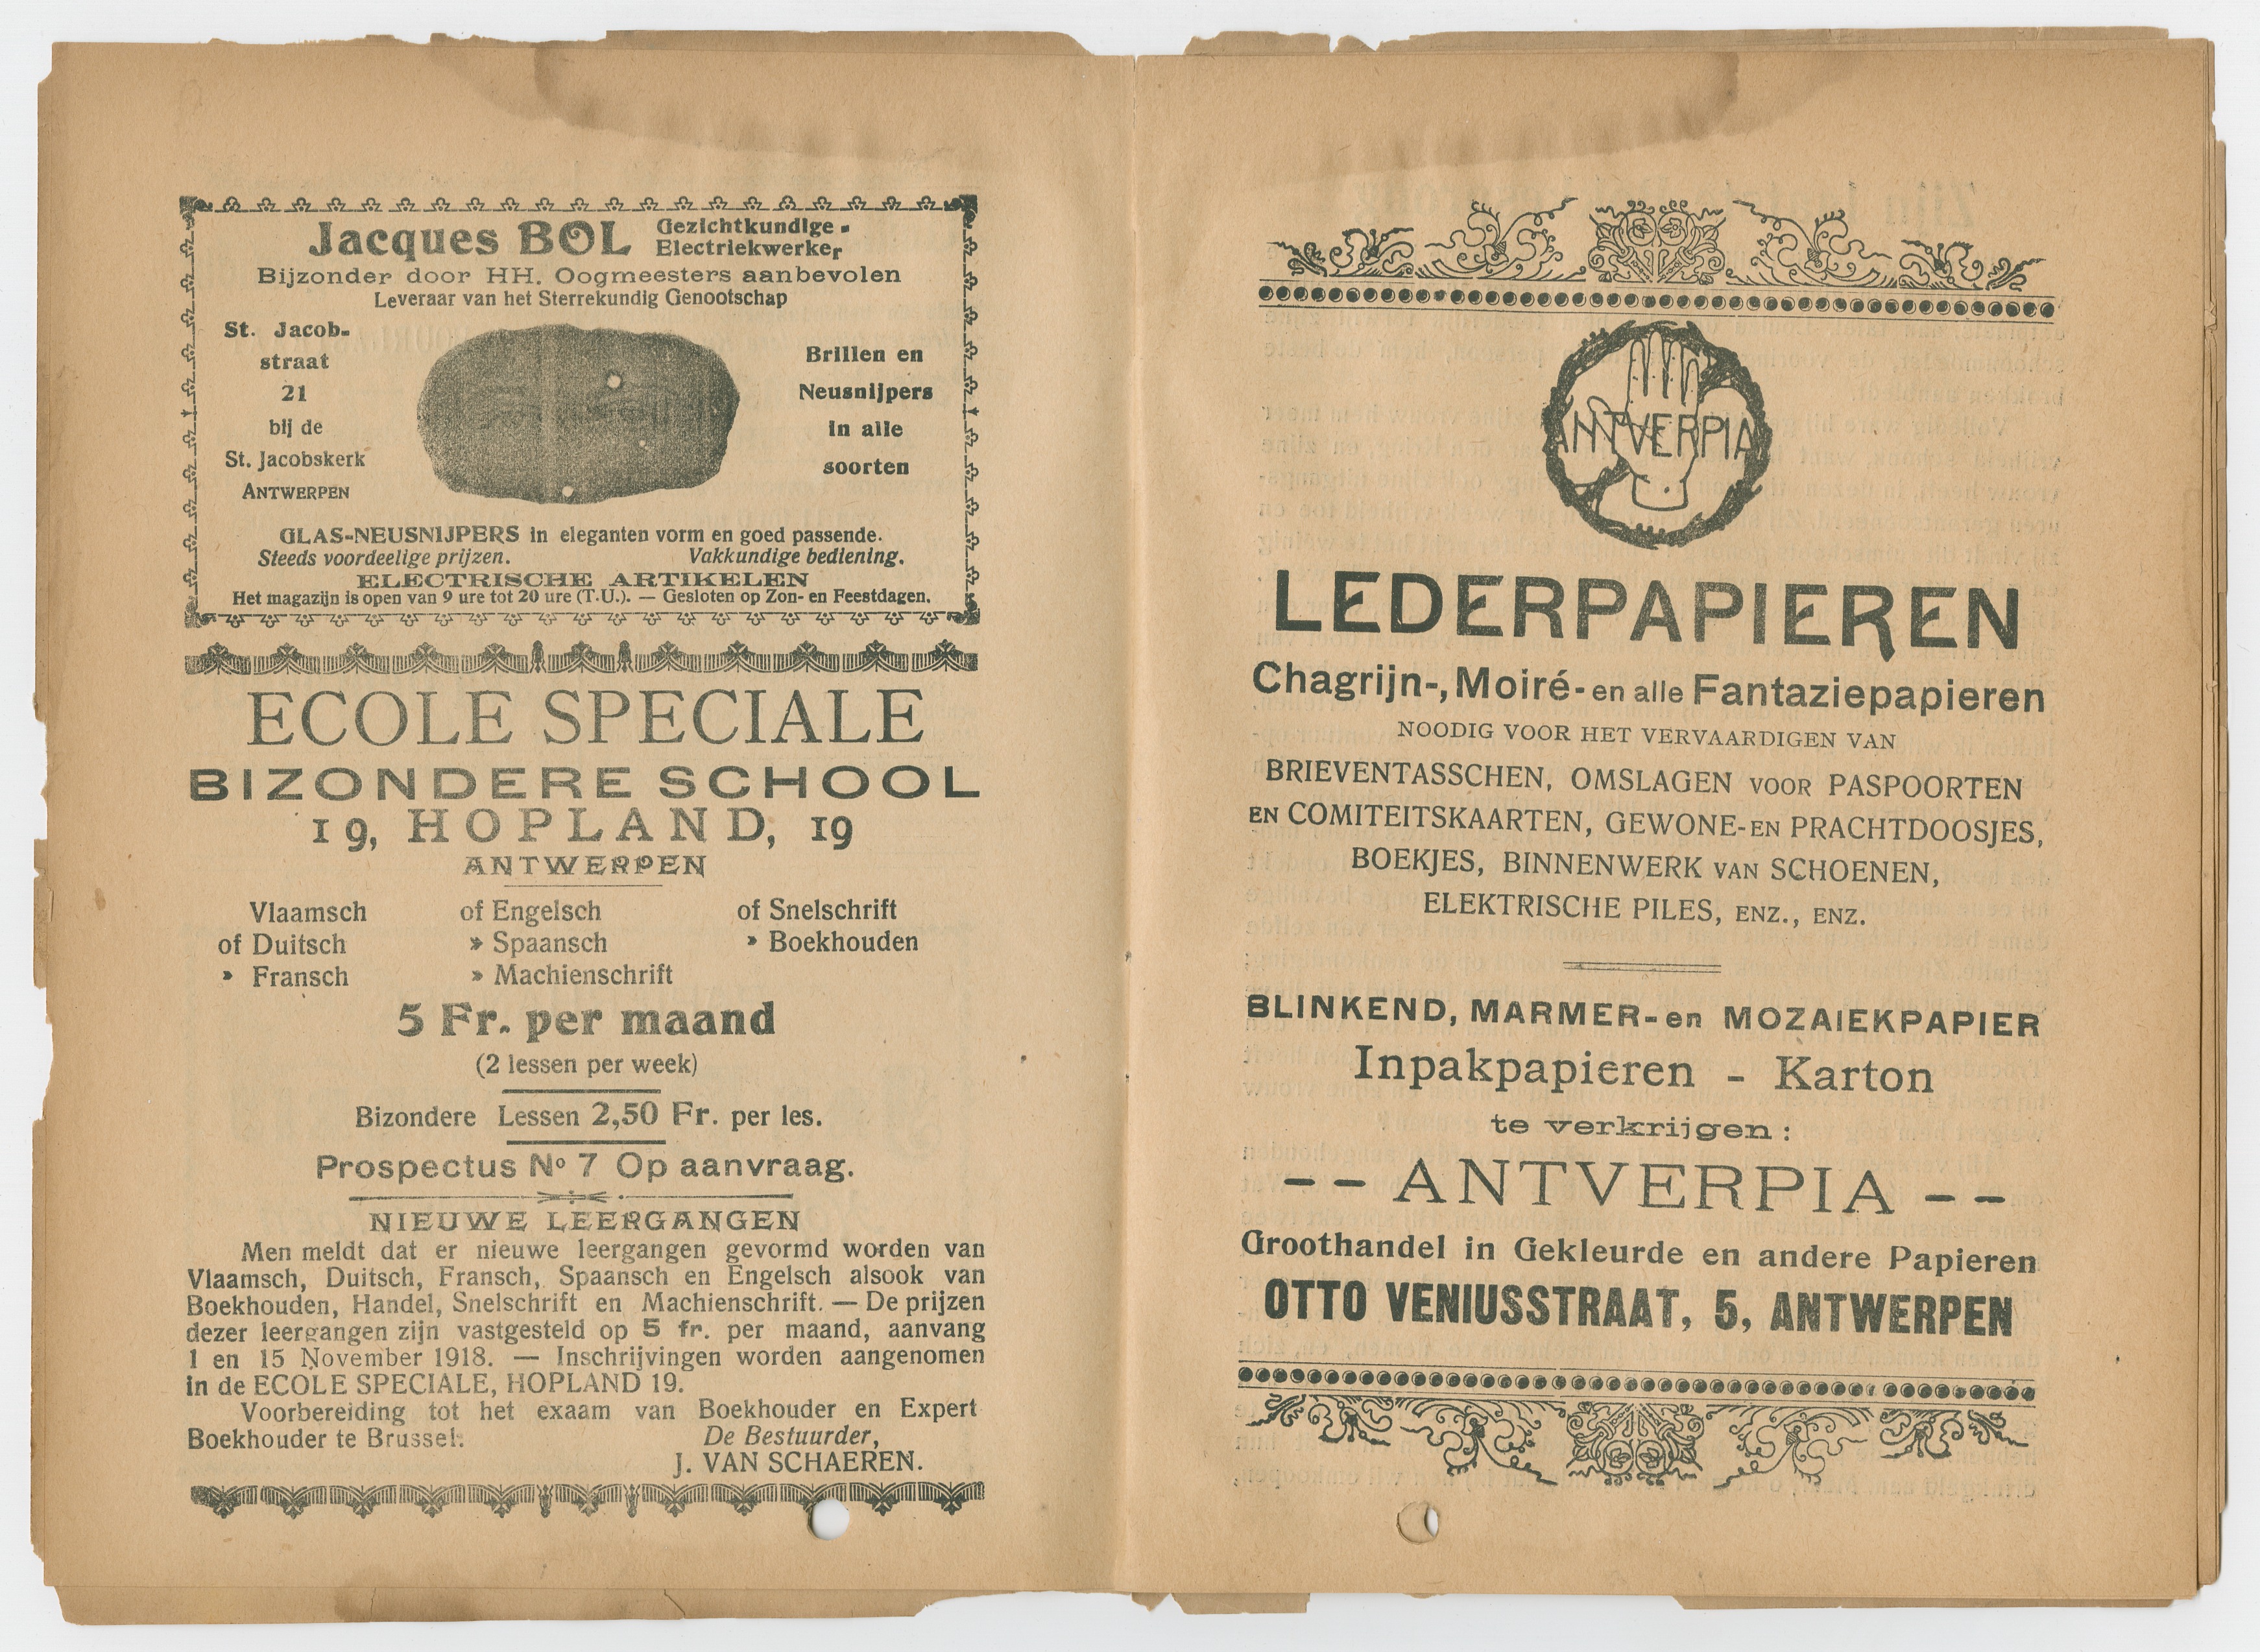 Jacques BOL Gezichtkundige -
Electriekwerker
Bijzonder door HH. Oogmeesters aanbevolen
Leveraar van het Sterrekundig Genootschap
St. Jacob-
straat
21
bij de
St. Jacobskerk
ANTWERPEN
Brillen en
Neusnijpers
in alle
soorten
GLAS-NEUSNIJPERS in eleganten vorm en goed passende.
Steeds voordeelige prijzen. Vakkundige bediening.
ELECTRISCHE ARTIKELEN
Het magazijn is open van 9 ure tot 20 ure (T.U.). — Gesloten op Zon- en Feestdagen.
ECOLE SPECIALE
BIZONDERE SCHOOL
19, HOPLAND, 19
ANTWERPEN
Vlaamsch of Engelsch of Snelschrift
of Duitsch » Spaansch » Boekhouden
» Fransch » Machienschrift
5 Fr. per maand
(2 lessen per week)
Bizondere Lessen 2,50 Fr. per les.
Prospectus Nº 7 Op aanvraag.
NIEUWE LEERGANGEN
Men meldt dat er nieuwe leergangen gevormd worden van
Vlaamsch, Duitsch, Fransch, Spaansch en Engelsch alsook van
Boekhouden, Handel, Snelschrift en Machienschrift. — De prijzen
dezer leergangen zijn vastgesteld op 5 fr. per maand, aanvang
1 en 15 November 1918. — Inschrijvingen worden aangenomen
in de ECOLE SPECIALE, HOPLAND 19.
Voorbereiding tot het exaam van Boekhouder en Expert
Boekhouder te Brussel.
De Bestuurder,
J. VAN SCHAEREN.
ANTVERPIA
LEDERPAPIEREN
Chagrijn-, Moiré- en alle Fantaziepapieren
NOODIG VOOR HET VERVAARDIGEN VAN
BRIEVENTASSCHEN, OMSLAGEN VOOR PASPOORTEN
EN COMITEITSKAARTEN, GEWONE- EN PRACHTDOOSJES,
BOEKJES, BINNENWERK VAN SCHOENEN,
ELEKTRISCHE PILES, ENZ., ENZ.
BLINKEND, MARMER- en MOZAIEKPAPIER
Inpakpapieren - Karton
te verkrijgen:
-- ANTVERPIA --
Groothandel in Gekleurde en andere Papieren
OTTO VENIUSSTRAAT, 5, ANTWERPEN